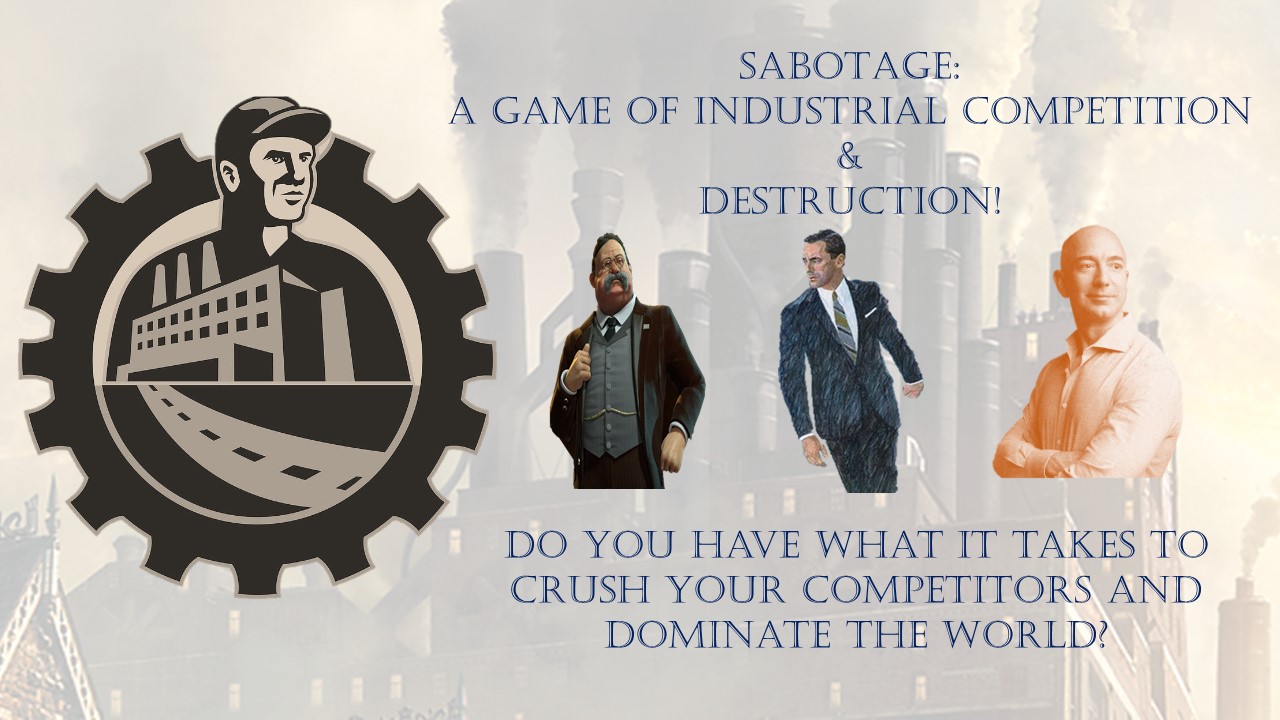 SABOTAGE:
A GAME OF INDUSTRIAL COMPETITION
&
DESTRUCTION!
DO YOU HAVE WHAT IT TAKES TO
CRUSH YOUR COMPETITORS AND
DOMINATE THE WORLD?